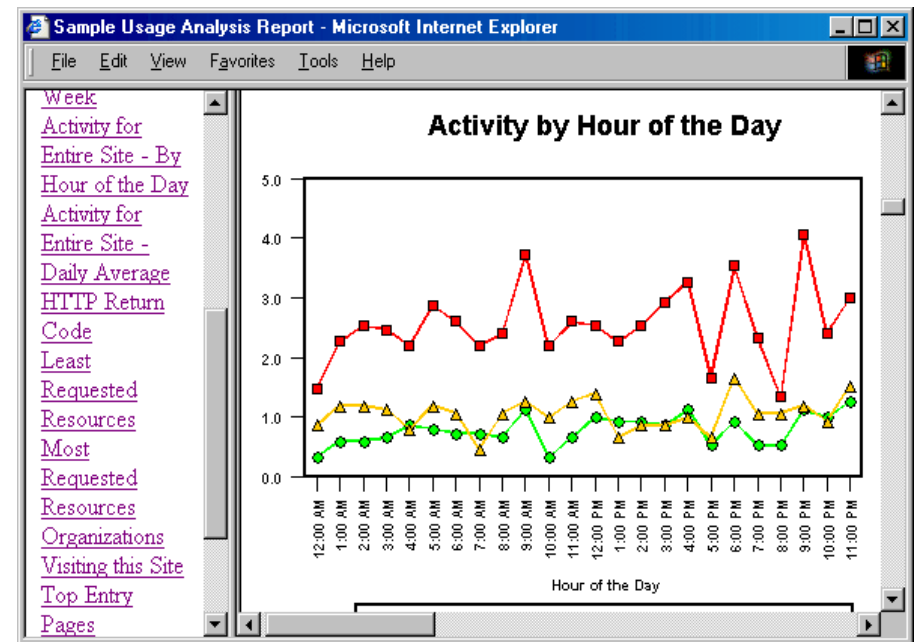 Sample Usage Analysis Report - Microsoft Internet Explorer
File Edit View Favorites Tools Help
Week
Activity for
Entire Site - By
Hour of the Day
Activity for
Entire Site -
Daily Average
HTTP Return
Code
Least
Requested
Resources
Most
Requested
Resources
Organizations
Visiting this Site
Top Entry
Pages
Activity by Hour of the Day
5.0
4.0
3.0
2.0
1.0
0.0
12:00 AM
1:00 AM
2:00 AM
3:00 AM
4:00 AM
5:00 AM
6:00 AM
7:00 AM
8:00 AM
9:00 AM
10:00 AM
11:00 AM
12:00 PM
1:00 PM
2:00 PM
3:00 PM
4:00 PM
5:00 PM
6:00 PM
7:00 PM
8:00 PM
9:00 PM
10:00 PM
11:00 PM
Hour of the Day